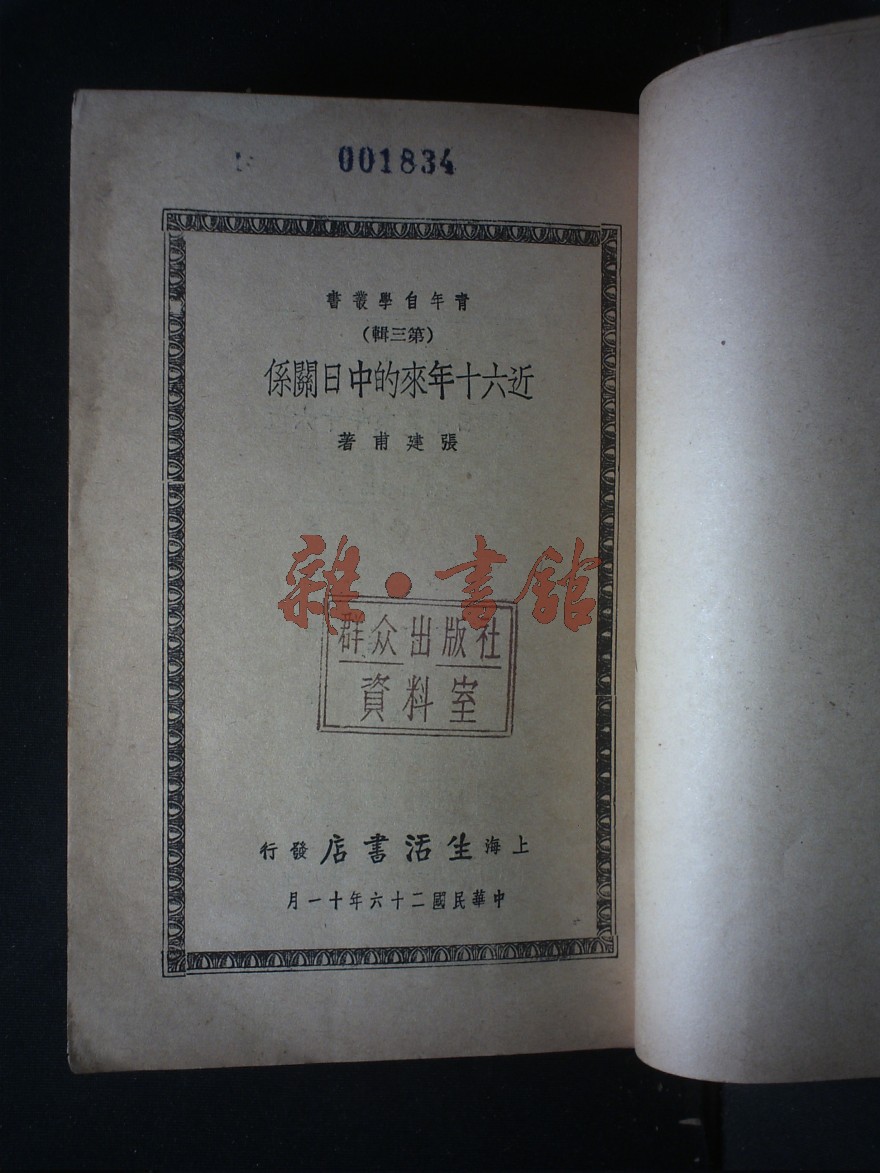 001834
青年自學叢書
(第三輯)
近六十年來的中日關係
張建甫著
雜·書館
群众出版社
資料室
上海生活書店發行
中華民國二十六年十一月